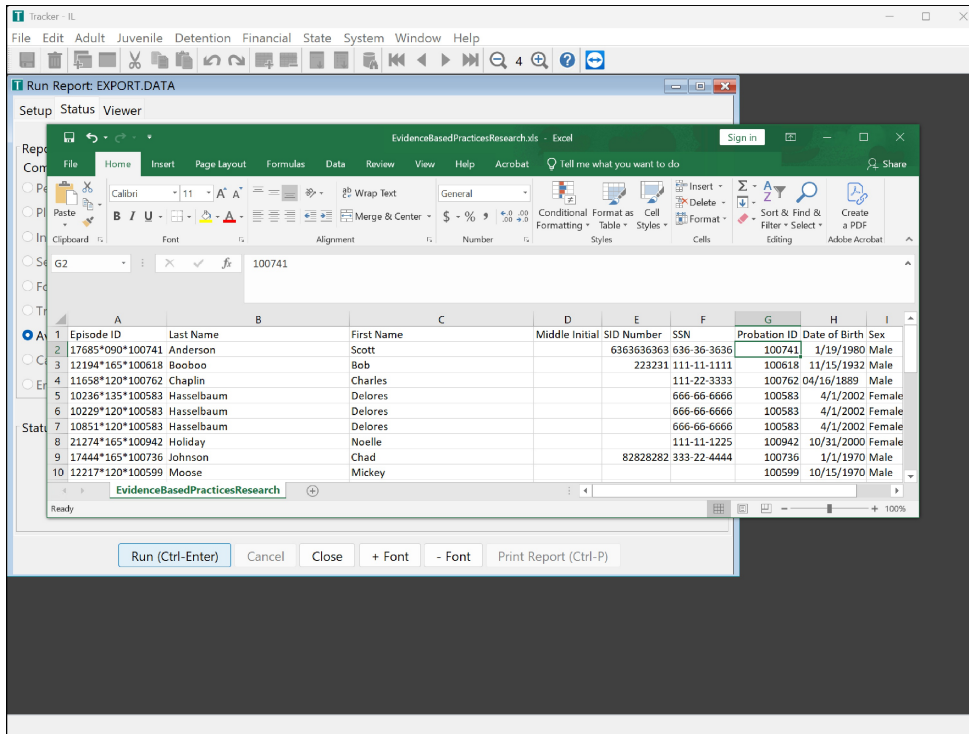 Tracker - IL
File Edit Adult Juvenile Detention Financial State System Window Help
4
Run Report: EXPORT.DATA
Setup Status Viewer
EvidenceBasedPracticesResearch.xls - Excel
Sign in
File Home Insert Page Layout Formulas Data Review View Help Acrobat Tell me what you want to do Share
Paste
Calibri 11 A A
B I U A
Wrap Text
Merge & Center
General
$ - % ,
Conditional Formatting
Format as Table
Cell Styles
Insert
Delete
Format
Sort & Filter
Find & Select
Create a PDF
Clipboard Font Alignment Number Styles Cells Editing Adobe Acrobat
G2 fx 100741
A B C D E F G H I
1 Episode ID Last Name First Name Middle Initial SID Number SSN Probation ID Date of Birth Sex
2 17685*090*100741 Anderson Scott 6363636363 636-36-3636 100741 1/19/1980 Male
3 12194*165*100618 Booboo Bob 223231 111-11-1111 100618 11/15/1932 Male
4 11658*120*100762 Chaplin Charles 111-22-3333 100762 04/16/1889 Male
5 10236*135*100583 Hasselbaum Delores 666-66-6666 100583 4/1/2002 Female
6 10229*120*100583 Hasselbaum Delores 666-66-6666 100583 4/1/2002 Female
7 10851*120*100583 Hasselbaum Delores 666-66-6666 100583 4/1/2002 Female
8 21274*165*100942 Holiday Noelle 111-11-1225 100942 10/31/2000 Female
9 17444*165*100736 Johnson Chad 82828282 333-22-4444 100736 1/1/1970 Male
10 12217*120*100599 Moose Mickey 100599 10/15/1970 Male
EvidenceBasedPracticesResearch
Ready 100%
Run (Ctrl-Enter) Cancel Close + Font - Font Print Report (Ctrl-P)